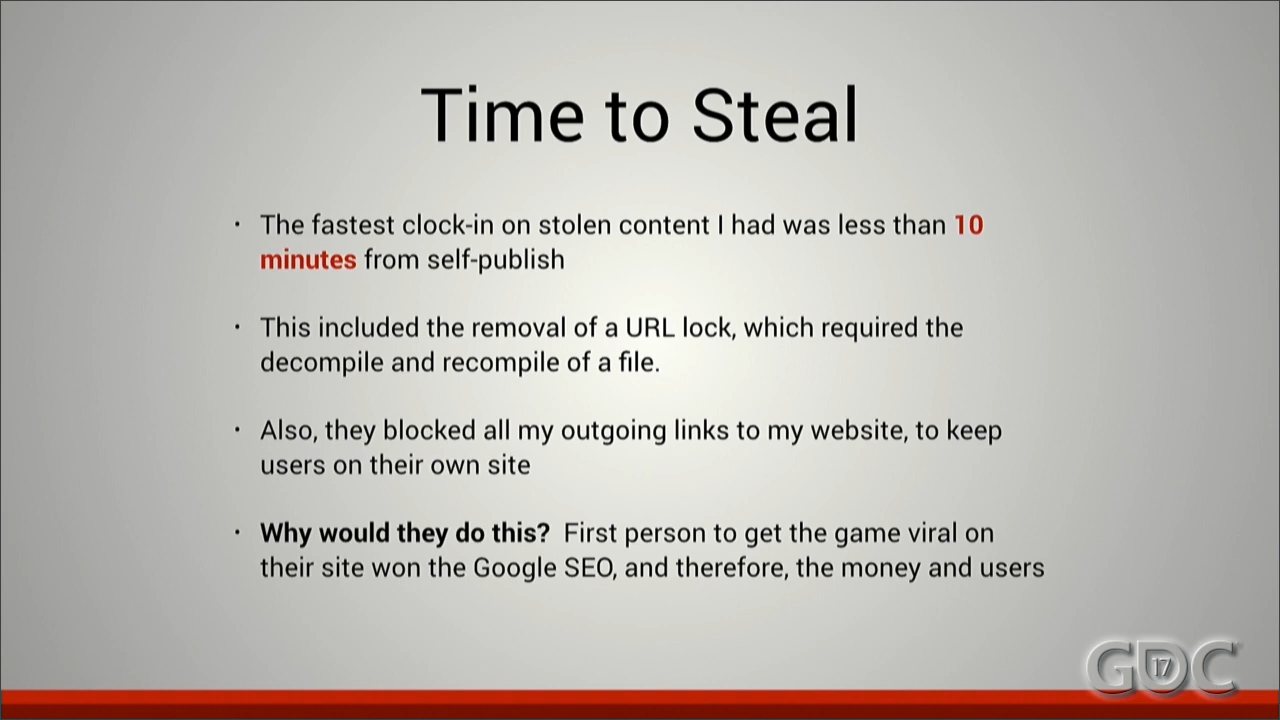 Time to Steal
· The fastest clock-in on stolen content I had was less than 10
minutes from self-publish
· This included the removal of a URL lock, which required the
decompile and recompile of a file.
· Also, they blocked all my outgoing links to my website, to keep
users on their own site
· Why would they do this? First person to get the game viral on
their site won the Google SEO, and therefore, the money and users
GDC 17